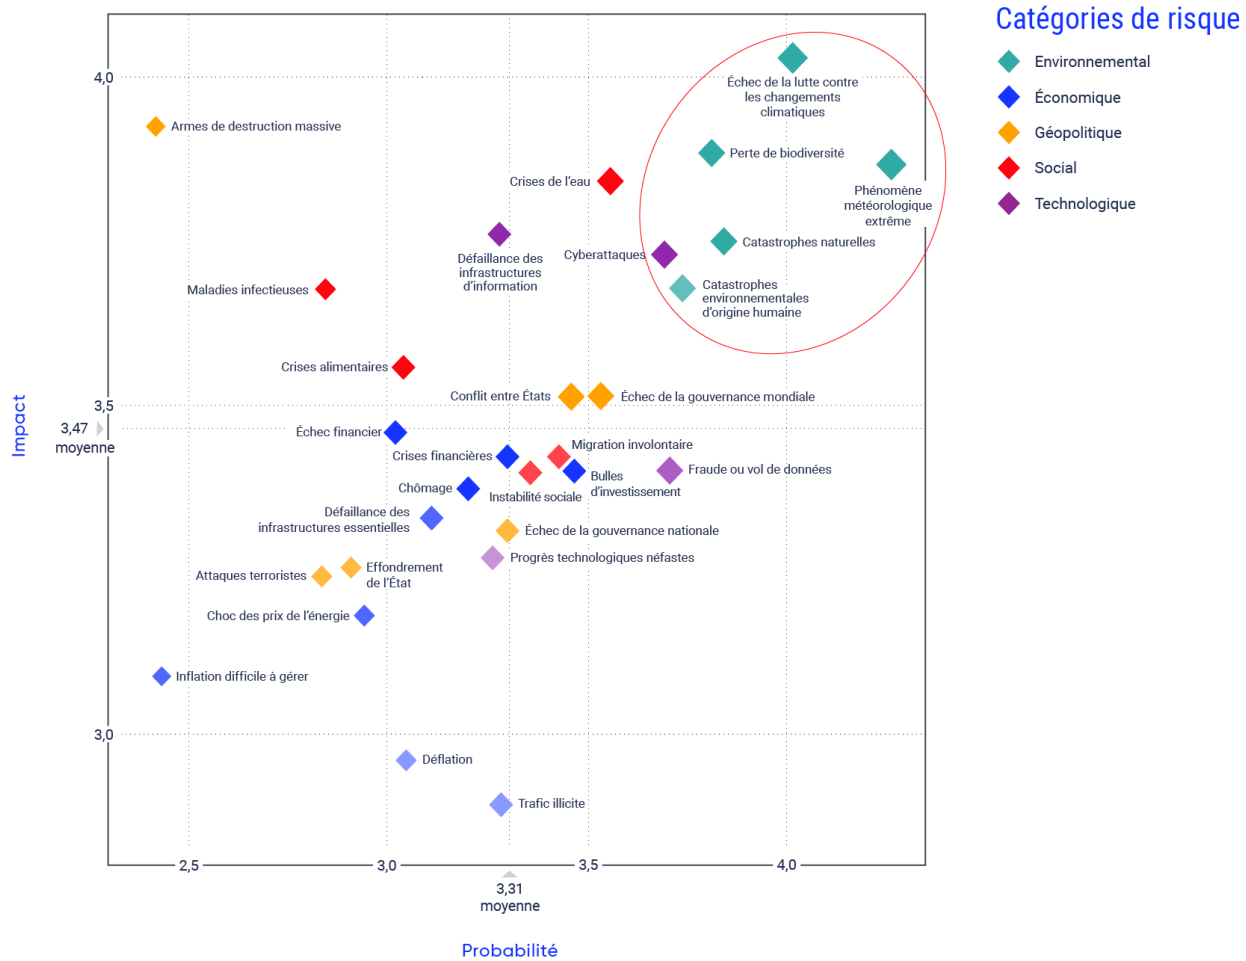 Catégories de risque
Environnemental
Économique
Géopolitique
Social
Technologique
4,0
Échec de la lutte contre
les changements
climatiques
Armes de destruction massive
Perte de biodiversité
Crises de l'eau
Phénomène
météorologique
extrême
Catastrophes naturelles
Cyberattaques
Défaillance des
infrastructures
d'information
Maladies infectieuses
Catastrophes
environnementales
d'origine humaine
Crises alimentaires
Conflit entre États
Échec de la gouvernance mondiale
3,5
Impact
3,47
moyenne
Échec financier
Migration involontaire
Crises financières
Fraude ou vol de données
Bulles
d'investissement
Chômage
Instabilité sociale
Défaillance des
infrastructures essentielles
Échec de la gouvernance nationale
Progrès technologiques néfastes
Effondrement
de l'État
Attaques terroristes
Choc des prix de l'énergie
Inflation difficile à gérer
3,0
Déflation
Trafic illicite
2,5
3,0
3,5
4,0
3,31
moyenne
Probabilité